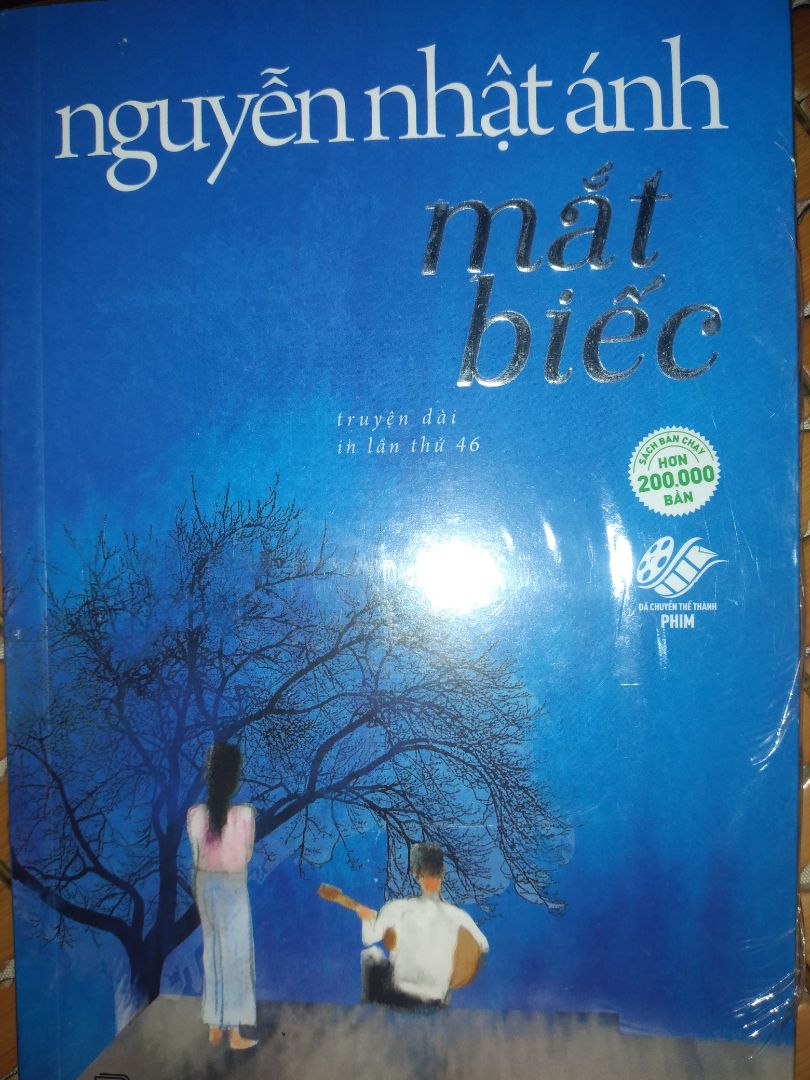 nguyễn nhật ánh
mắt
biếc
truyện dài
in lần thứ 46
SÁCH BÁN CHẠY
HƠN
200.000
BẢN
ĐÃ CHUYỂN THỂ THÀNH
PHIM